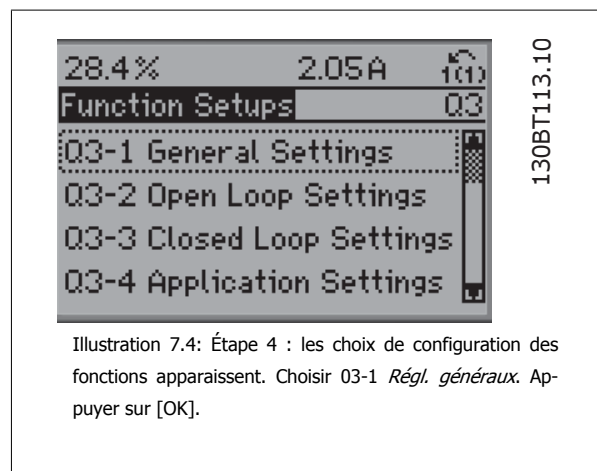 28.4% 2.05A 1(1)
Function Setups Q3
Q3-1 General Settings
Q3-2 Open Loop Settings
Q3-3 Closed Loop Settings
Q3-4 Application Settings
130BT113.10
Illustration 7.4: Étape 4 : les choix de configuration des
fonctions apparaissent. Choisir 03-1 Régl. généraux. Ap-
puyer sur [OK].